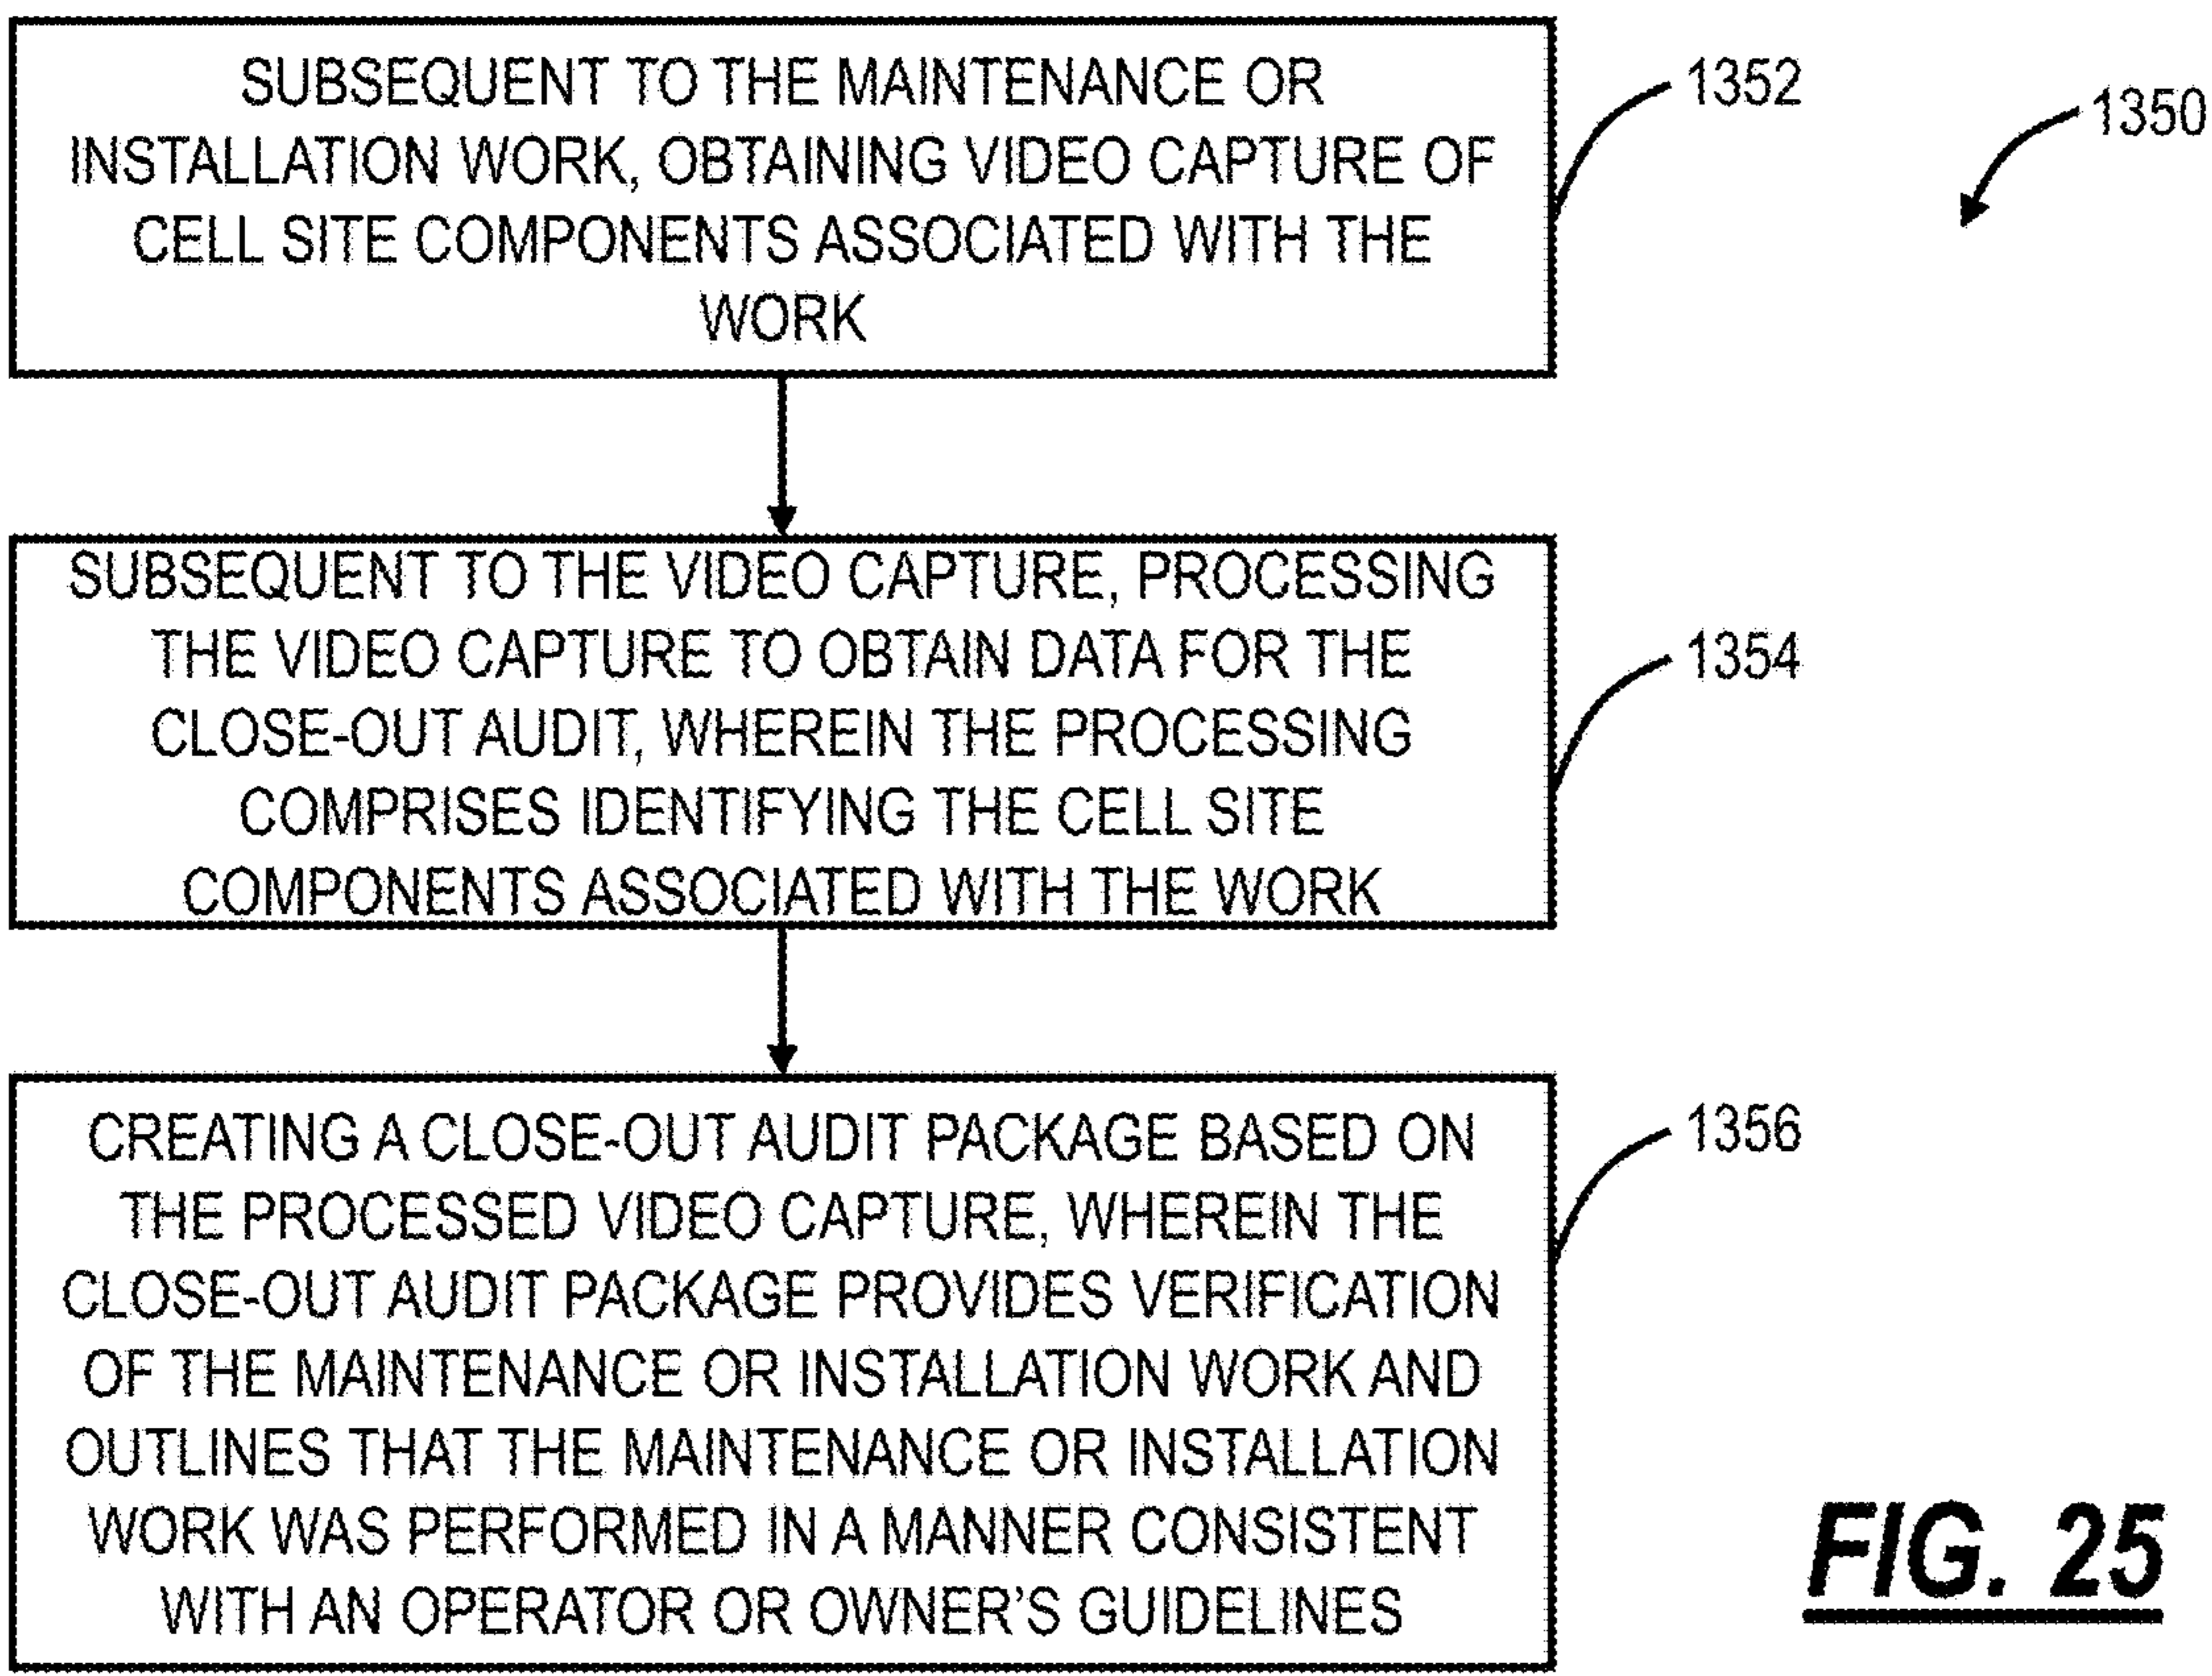 SUBSEQUENT TO THE MAINTENANCE OR
INSTALLATION WORK, OBTAINING VIDEO CAPTURE OF
CELL SITE COMPONENTS ASSOCIATED WITH THE
WORK
1352
1350
SUBSEQUENT TO THE VIDEO CAPTURE, PROCESSING
THE VIDEO CAPTURE TO OBTAIN DATA FOR THE
CLOSE-OUT AUDIT, WHEREIN THE PROCESSING
COMPRISES IDENTIFYING THE CELL SITE
COMPONENTS ASSOCIATED WITH THE WORK
1354
CREATING A CLOSE-OUT AUDIT PACKAGE BASED ON
THE PROCESSED VIDEO CAPTURE, WHEREIN THE
CLOSE-OUT AUDIT PACKAGE PROVIDES VERIFICATION
OF THE MAINTENANCE OR INSTALLATION WORK AND
OUTLINES THAT THE MAINTENANCE OR INSTALLATION
WORK WAS PERFORMED IN A MANNER CONSISTENT
WITH AN OPERATOR OR OWNER'S GUIDELINES
1356
FIG. 25